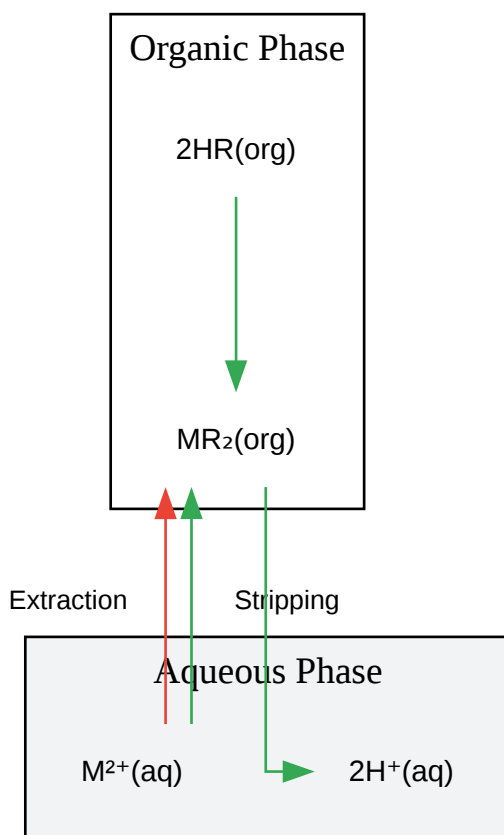 Organic Phase
2HR(org)
MR₂(org)
Extraction
Stripping
Aqueous Phase
M²⁺(aq)
2H⁺(aq)